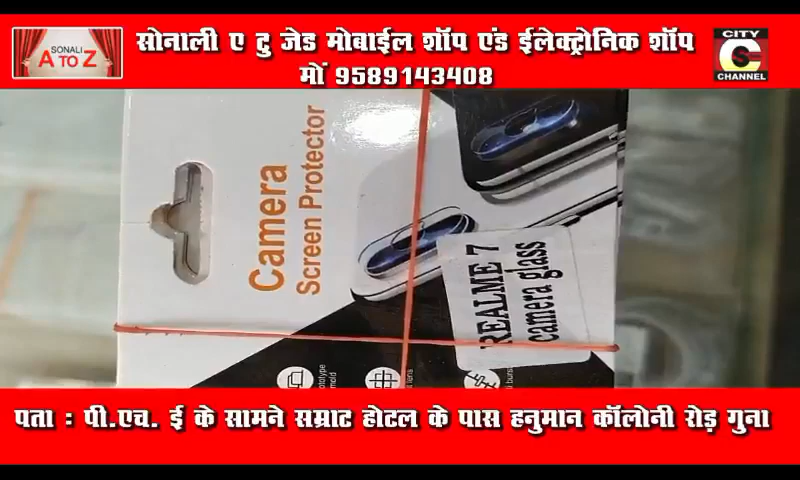 SONALI
A TO Z
सोनाली ए टु जेड मोबाईल शॉप एंड ईलेक्ट्रोनिक शॉप
मों 9589143408
CITY
CHANNEL
Camera
Screen Protector
REALME 7
camera glass
पता : पी.एच. ई के सामने सम्राट होटल के पास हनुमान कॉलोनी रोड़ गुना